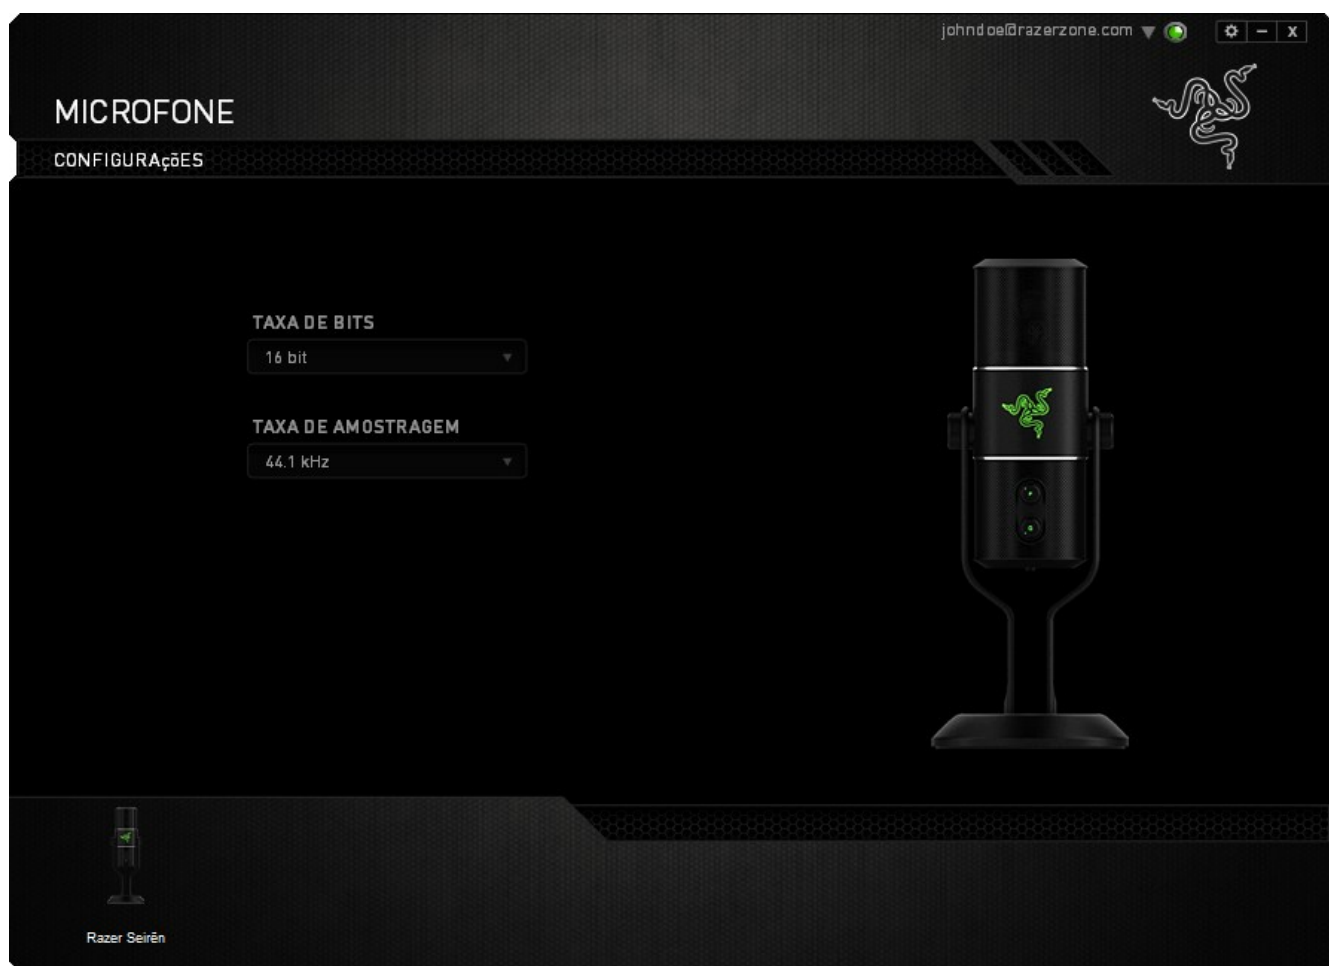 johndoe@razerzone.com
MICROFONE
CONFIGURAçõES
TAXA DE BITS
16 bit
TAXA DE AMOSTRAGEM
44.1 kHz
Razer Seirēn